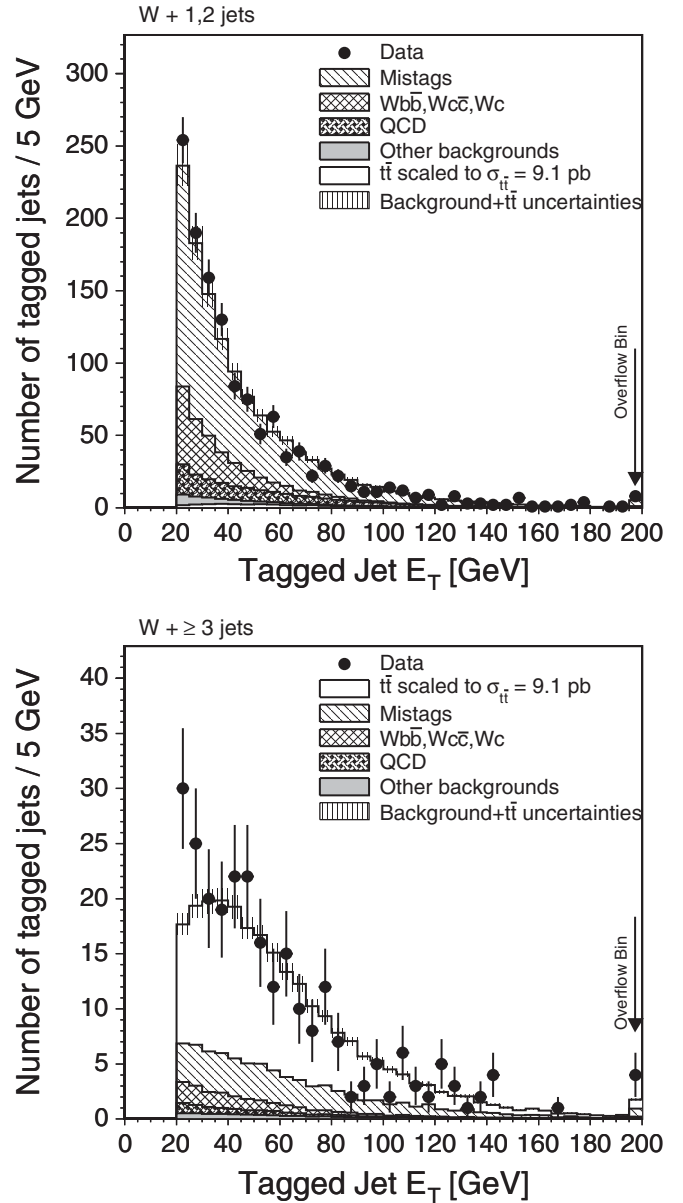 W + 1,2 jets
Number of tagged jets / 5 GeV
300
250
200
150
100
50
0
Data
Mistags
Wbb̅,Wcc̅,Wc
QCD
Other backgrounds
tt̅ scaled to σtt̅ = 9.1 pb
Background+tt̅ uncertainties
Overflow Bin
0 20 40 60 80 100 120 140 160 180 200
Tagged Jet E_T [GeV]
W + ≥ 3 jets
Number of tagged jets / 5 GeV
40
35
30
25
20
15
10
5
0
Data
tt̅ scaled to σtt̅ = 9.1 pb
Mistags
Wbb̅,Wcc̅,Wc
QCD
Other backgrounds
Background+tt̅ uncertainties
Overflow Bin
0 20 40 60 80 100 120 140 160 180 200
Tagged Jet E_T [GeV]